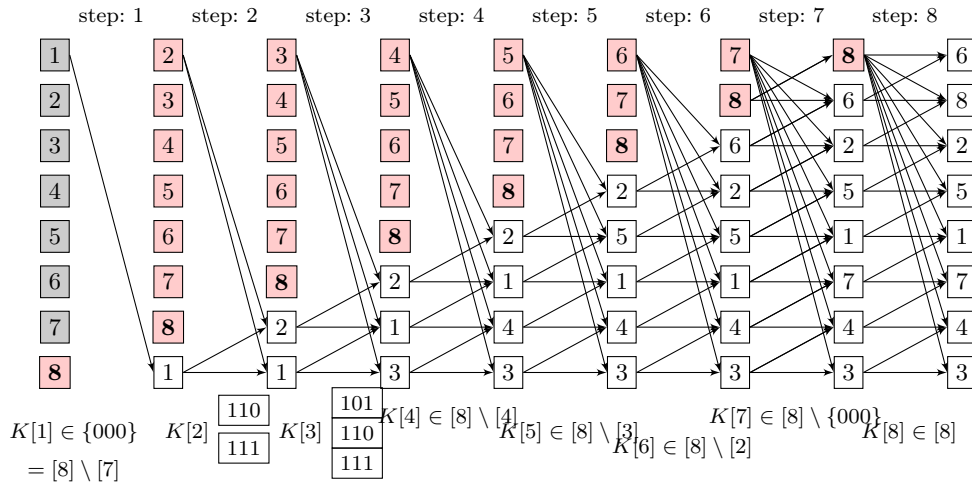 step: 1 step: 2 step: 3 step: 4 step: 5 step: 6 step: 7 step: 8
1 2 3 4 5 6 7 8 6
2 3 4 5 6 7 8 6 8
3 4 5 6 7 8 6 2 2
4 5 6 7 8 2 2 5 5
5 6 7 8 2 5 5 1 1
6 7 8 2 1 1 1 7 7
7 8 2 1 4 4 4 4 4
8 1 1 3 3 3 3 3 3
K[1] ∈ {000}
= [8] \ [7]
K[2]
110
111
K[3]
101
110
111
K[4] ∈ [8] \ [4]
K[5] ∈ [8] \ [3]
K[6] ∈ [8] \ [2]
K[7] ∈ [8] \ {000}
K[8] ∈ [8]